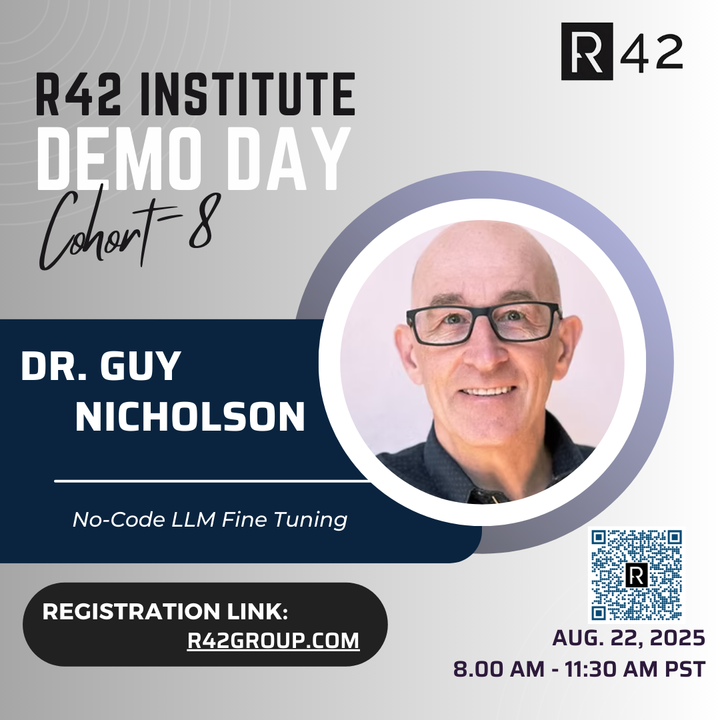 R 42
R42 INSTITUTE
DEMO DAY
Cohort- 8
DR. GUY
NICHOLSON
No-Code LLM Fine Tuning
REGISTRATION LINK:
R42GROUP.COM
R
AUG. 22, 2025
8.00 AM - 11:30 AM PST